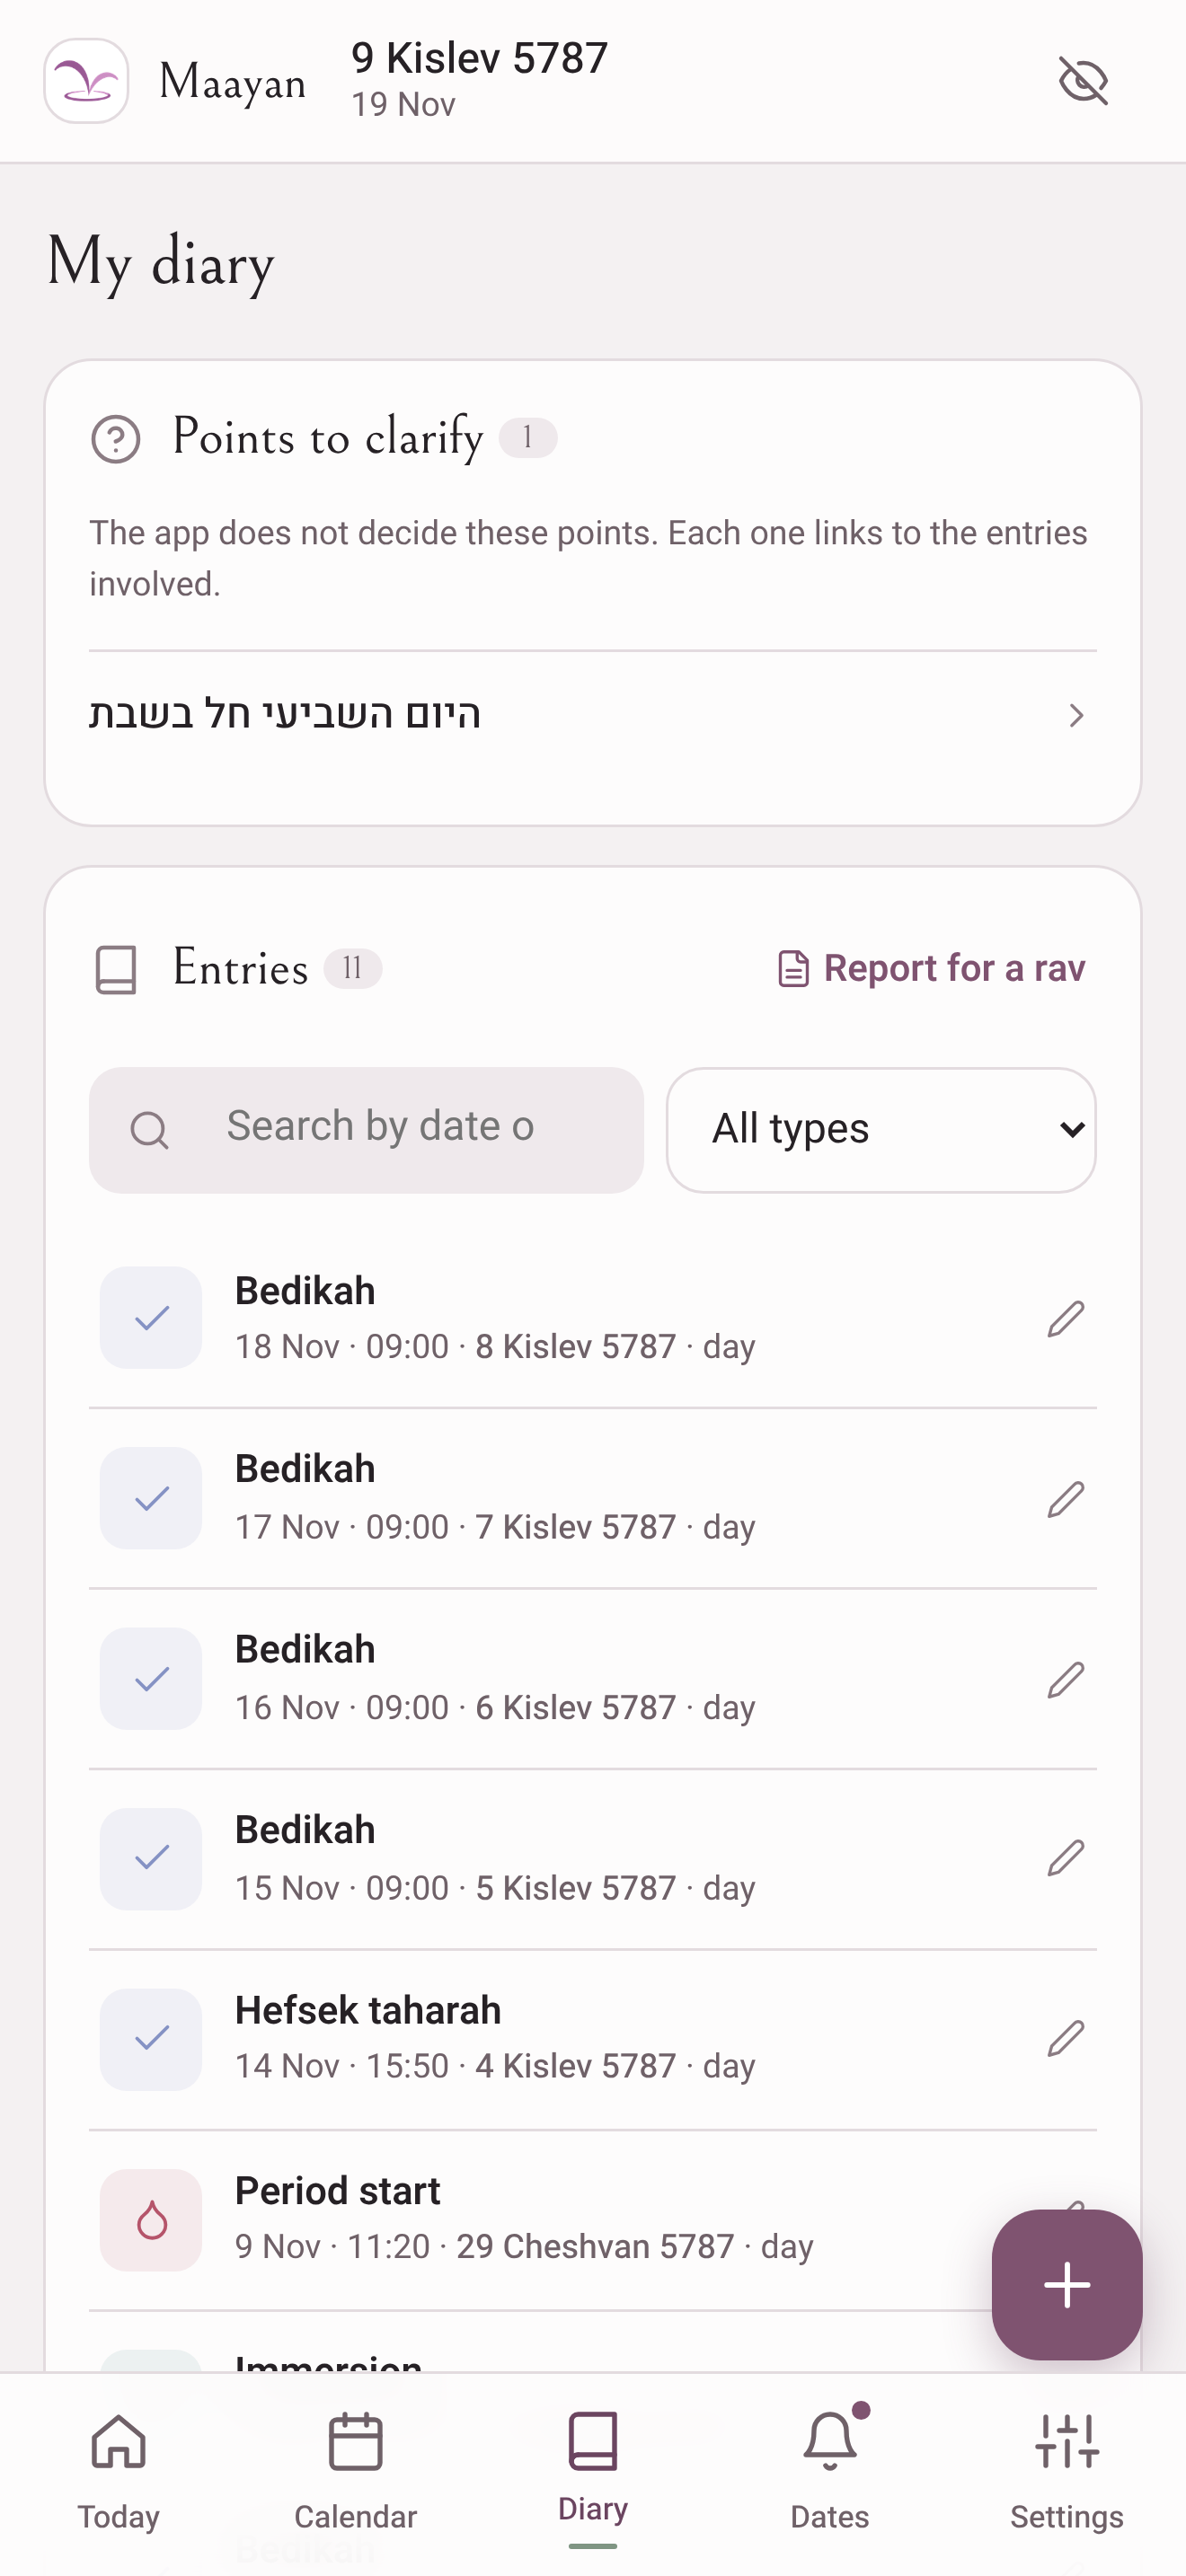 Maayan
9 Kislev 5787
19 Nov
My diary
Points to clarify 1
The app does not decide these points. Each one links to the entries
involved.
היום השביעי חל בשבת
Entries 11
Report for a rav
Search by date o
All types
Bedikah
18 Nov · 09:00 · 8 Kislev 5787 · day
Bedikah
17 Nov · 09:00 · 7 Kislev 5787 · day
Bedikah
16 Nov · 09:00 · 6 Kislev 5787 · day
Bedikah
15 Nov · 09:00 · 5 Kislev 5787 · day
Hefsek taharah
14 Nov · 15:50 · 4 Kislev 5787 · day
Period start
9 Nov · 11:20 · 29 Cheshvan 5787 · day
Immersion
Today
Calendar
Diary
Dates
Settings
Bedikah